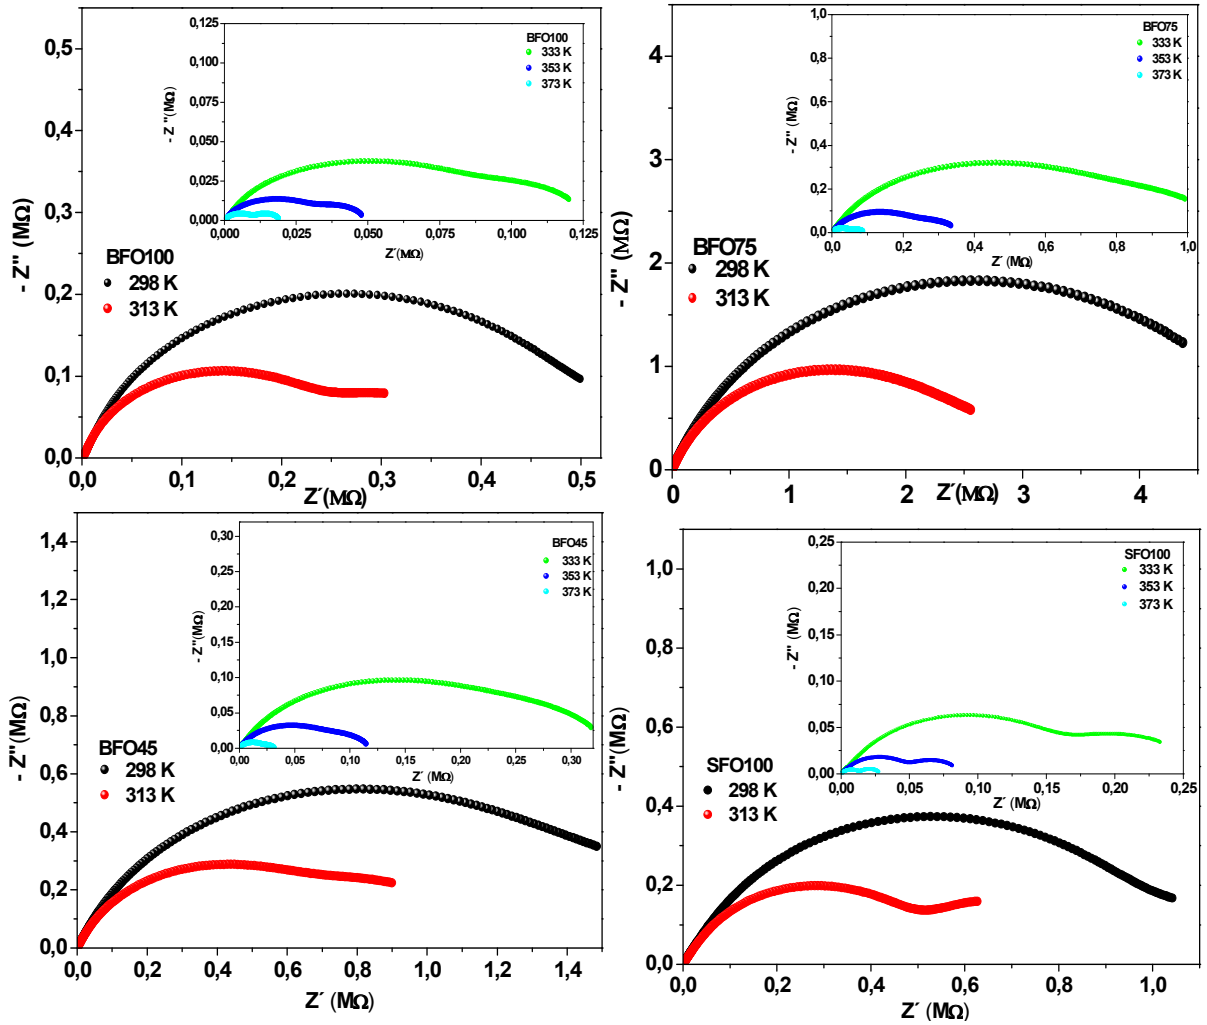 0,5
0,4
0,3
0,2
0,1
0,0
- Z'' (MΩ)
0,0 0,1 0,2 0,3 0,4 0,5
Z´(MΩ)
BFO100
298 K
313 K
0,125
0,100
0,075
0,050
0,025
0,000
- Z''(MΩ)
0,000 0,025 0,050 0,075 0,100 0,125
Z´(MΩ)
BFO100
333 K
353 K
373 K
4
3
2
1
0
- Z'' (MΩ)
0 1 2 3 4
Z´(MΩ)
BFO75
298 K
313 K
1,0
0,8
0,6
0,4
0,2
0,0
- Z'' (MΩ)
0,0 0,2 0,4 0,6 0,8 1,0
Z´(MΩ)
BFO75
333 K
353 K
373 K
1,4
1,2
1,0
0,8
0,6
0,4
0,2
0,0
- Z''(MΩ)
0,0 0,2 0,4 0,6 0,8 1,0 1,2 1,4
Z´ (MΩ)
BFO45
298 K
313 K
0,30
0,25
0,20
0,15
0,10
0,05
0,00
- Z''(MΩ)
0,00 0,05 0,10 0,15 0,20 0,25 0,30
Z´ (MΩ)
BFO45
333 K
353 K
373 K
1,0
0,8
0,6
0,4
0,2
0,0
- Z''(MΩ)
0,0 0,2 0,4 0,6 0,8 1,0
Z´ (MΩ)
SFO100
298 K
313 K
0,25
0,20
0,15
0,10
0,05
0,00
- Z'' (MΩ)
0,00 0,05 0,10 0,15 0,20 0,25
Z´ (MΩ)
SFO100
333 K
353 K
373 K